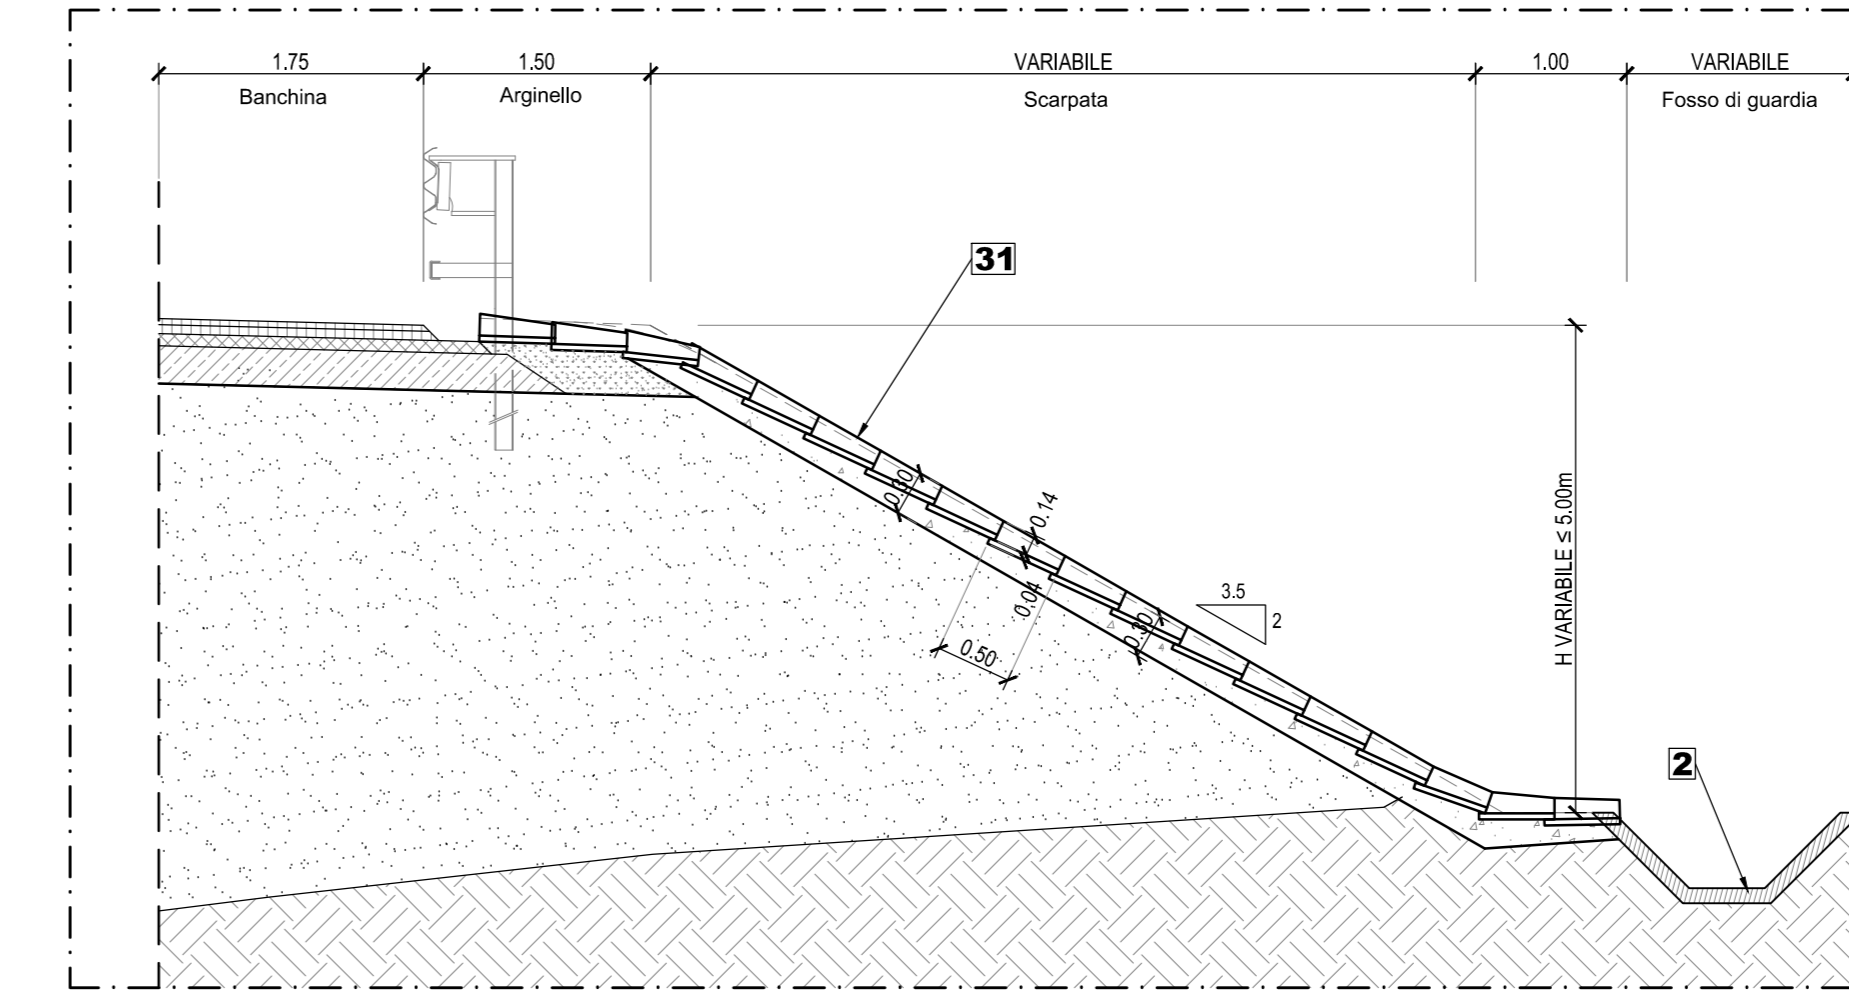 1.75
1.50
VARIABILE
1.00
VARIABILE
Banchina
Arginello
Scarpata
Fosso di guardia
31
0.30
0.14
0.04
0.50
0.30
3.5
2
H VARIABILE ≤ 5.00m
2